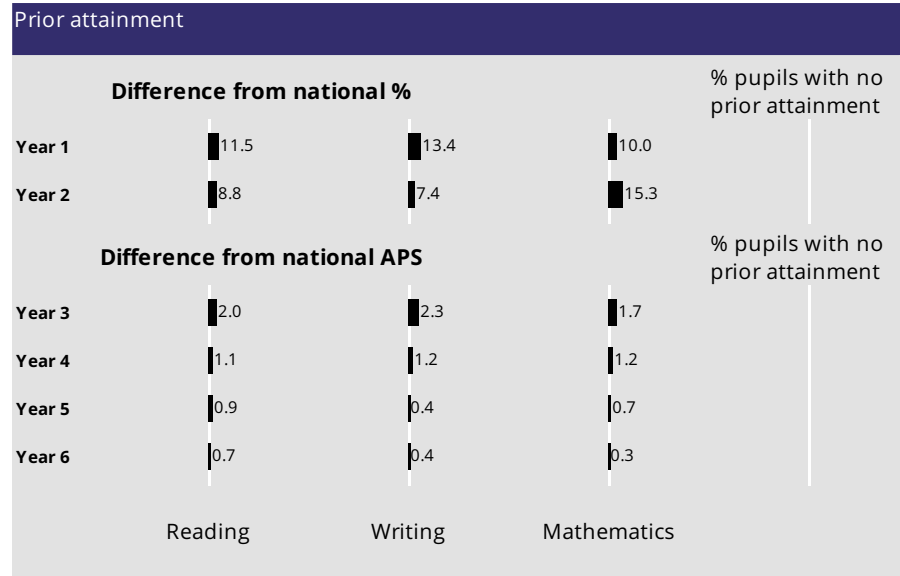 Prior attainment
Difference from national %
% pupils with no
prior attainment
Year 1 11.5 13.4 10.0
Year 2 8.8 7.4 15.3
Difference from national APS
% pupils with no
prior attainment
Year 3 2.0 2.3 1.7
Year 4 1.1 1.2 1.2
Year 5 0.9 0.4 0.7
Year 6 0.7 0.4 0.3
Reading Writing Mathematics